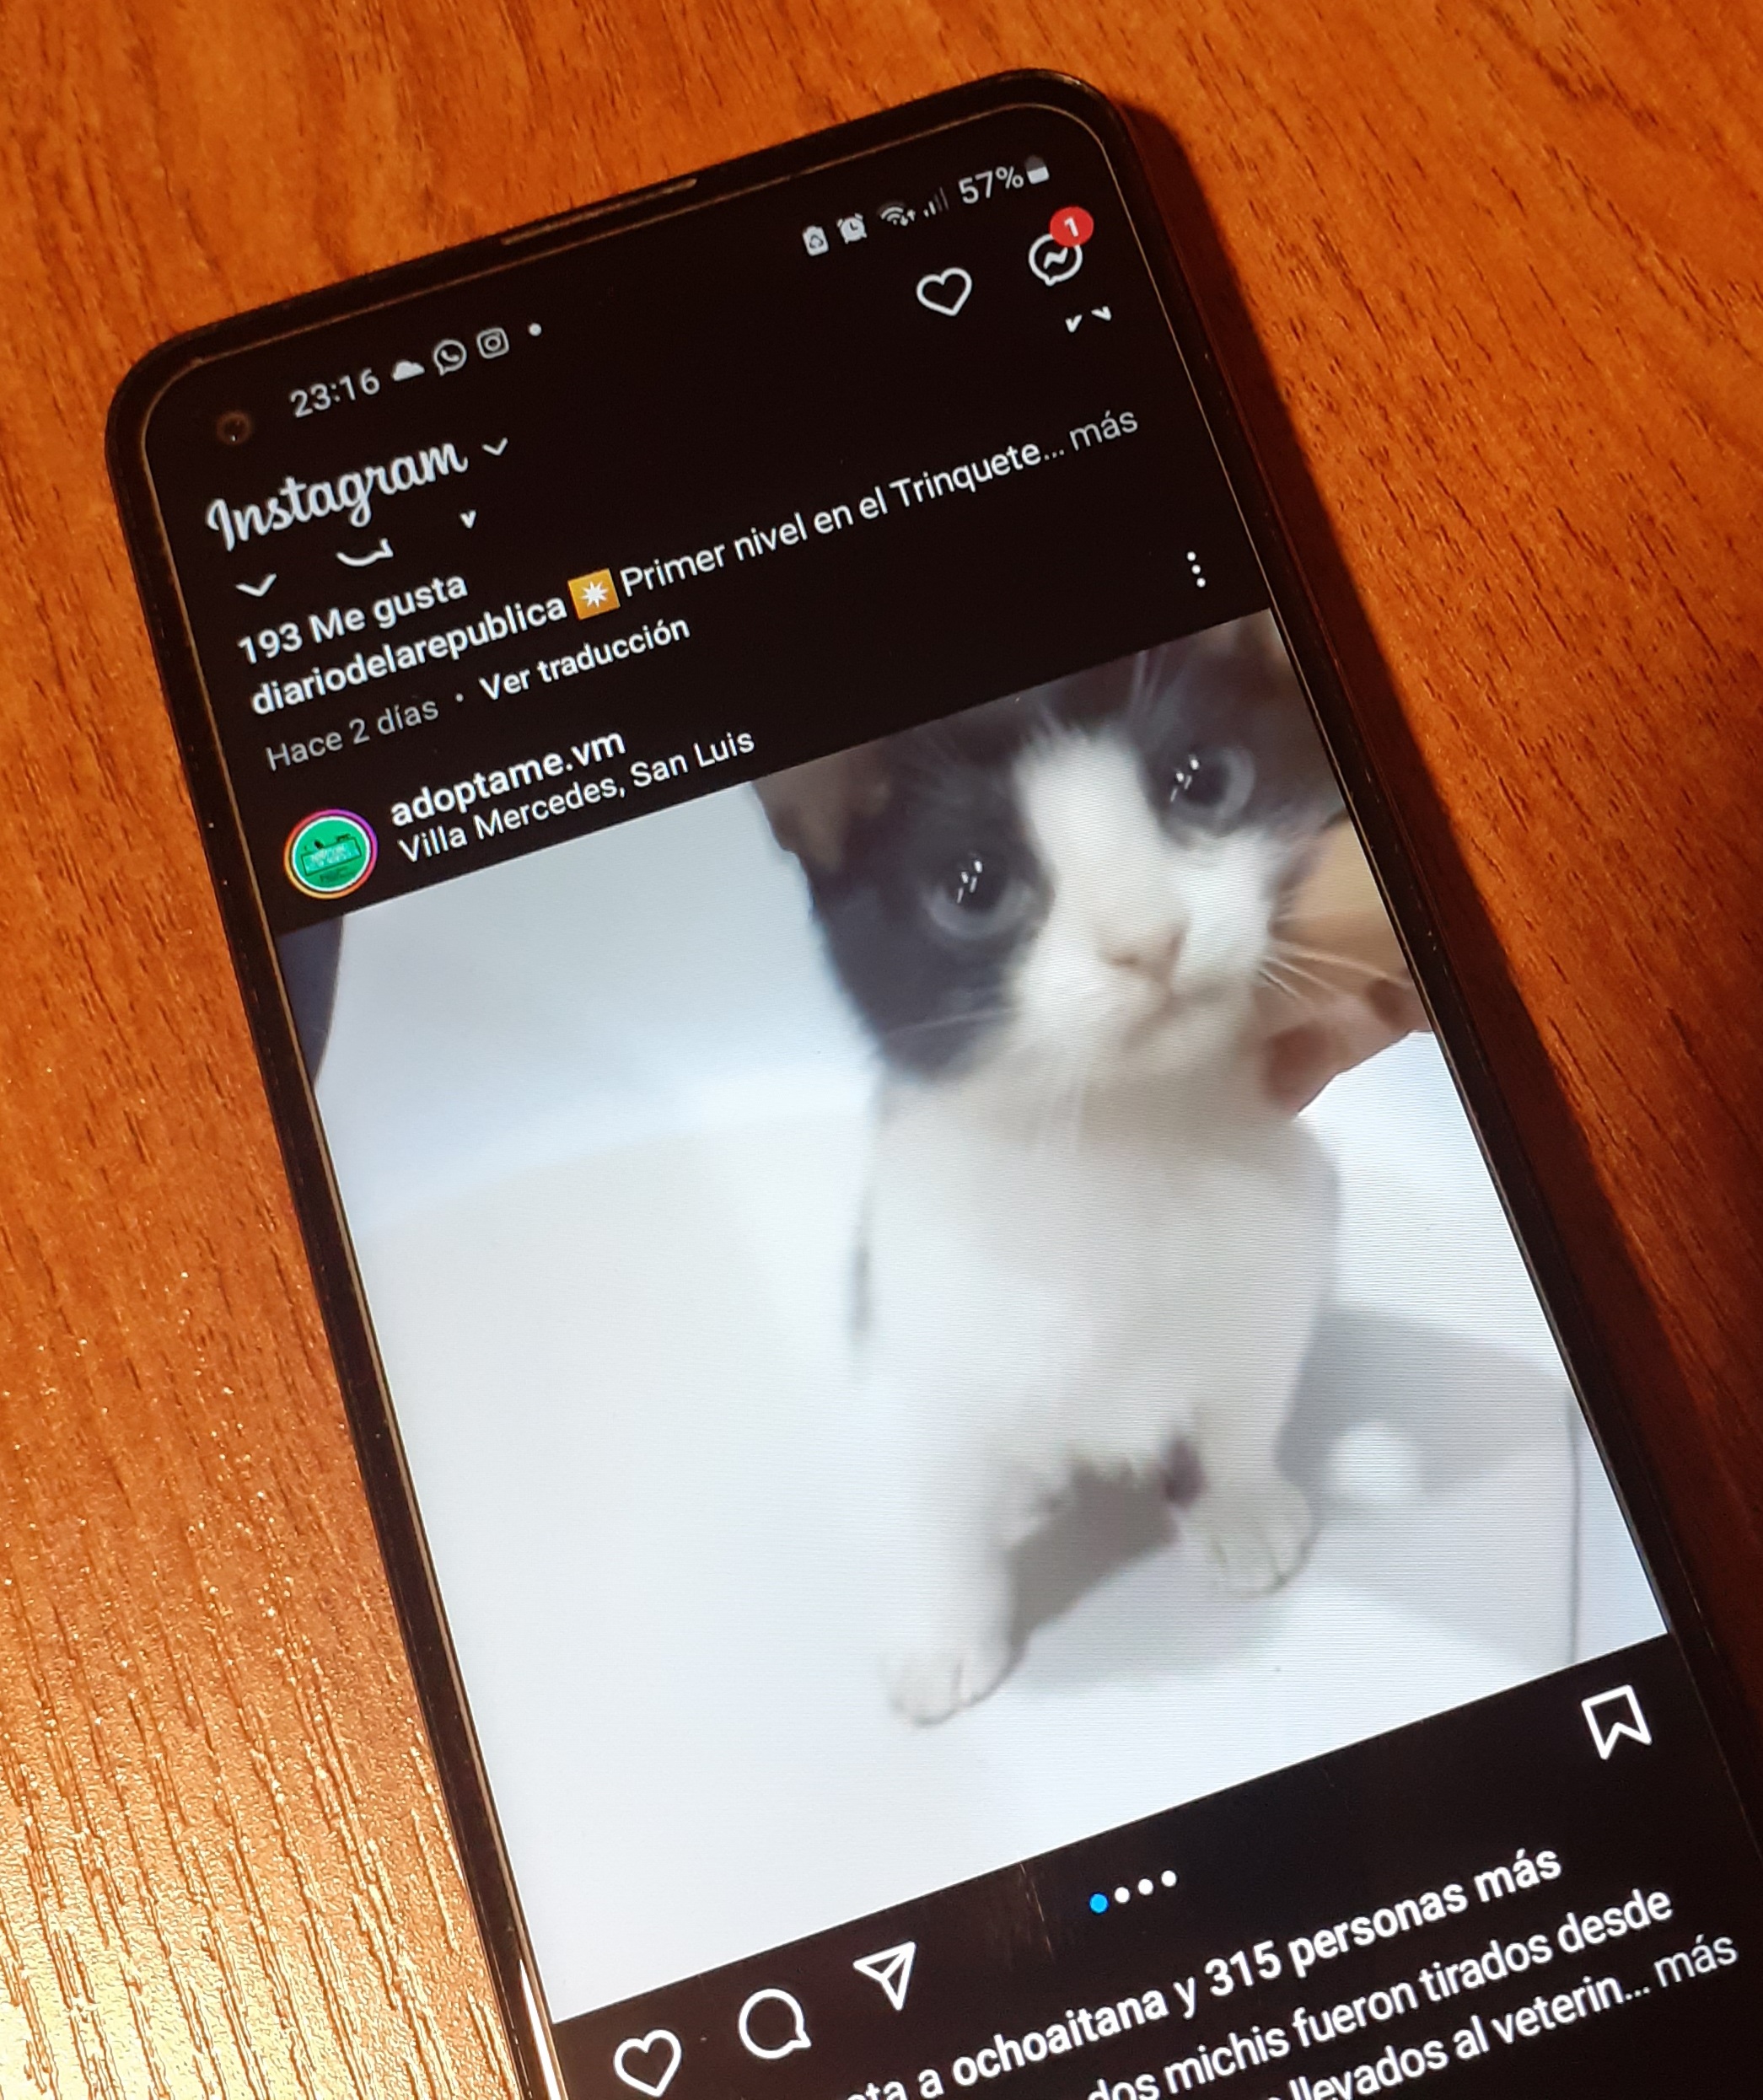 23:16
57%
1
Instagram
193 Me gusta
diariodelarepublica Primer nivel en el Trinquete... más
Hace 2 días · Ver traducción
adoptame.vm
Villa Mercedes, San Luis
a ochoaitana y 315 personas más
dos michis fueron tirados desde
llevados al veterin... más